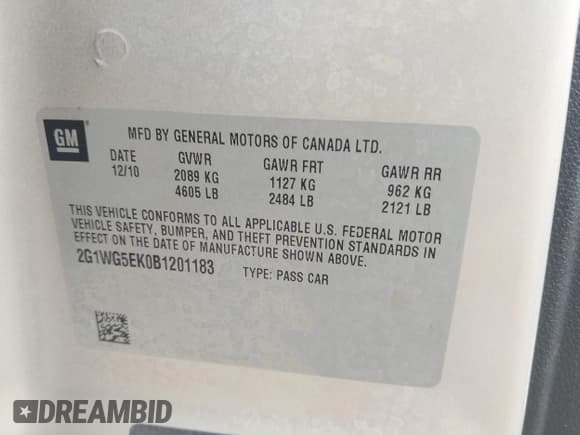 GM
®
MFD BY GENERAL MOTORS OF CANADA LTD.
DATE GVWR GAWR FRT GAWR RR
12/10 2089 KG 1127 KG 962 KG
4605 LB 2484 LB 2121 LB
THIS VEHICLE CONFORMS TO ALL APPLICABLE U.S. FEDERAL MOTOR
VEHICLE SAFETY, BUMPER, AND THEFT PREVENTION STANDARDS IN
EFFECT ON THE DATE OF MANUFACTURE SHOWN ABOVE.
2G1WG5EK0B1201183 TYPE: PASS CAR
DREAMBID